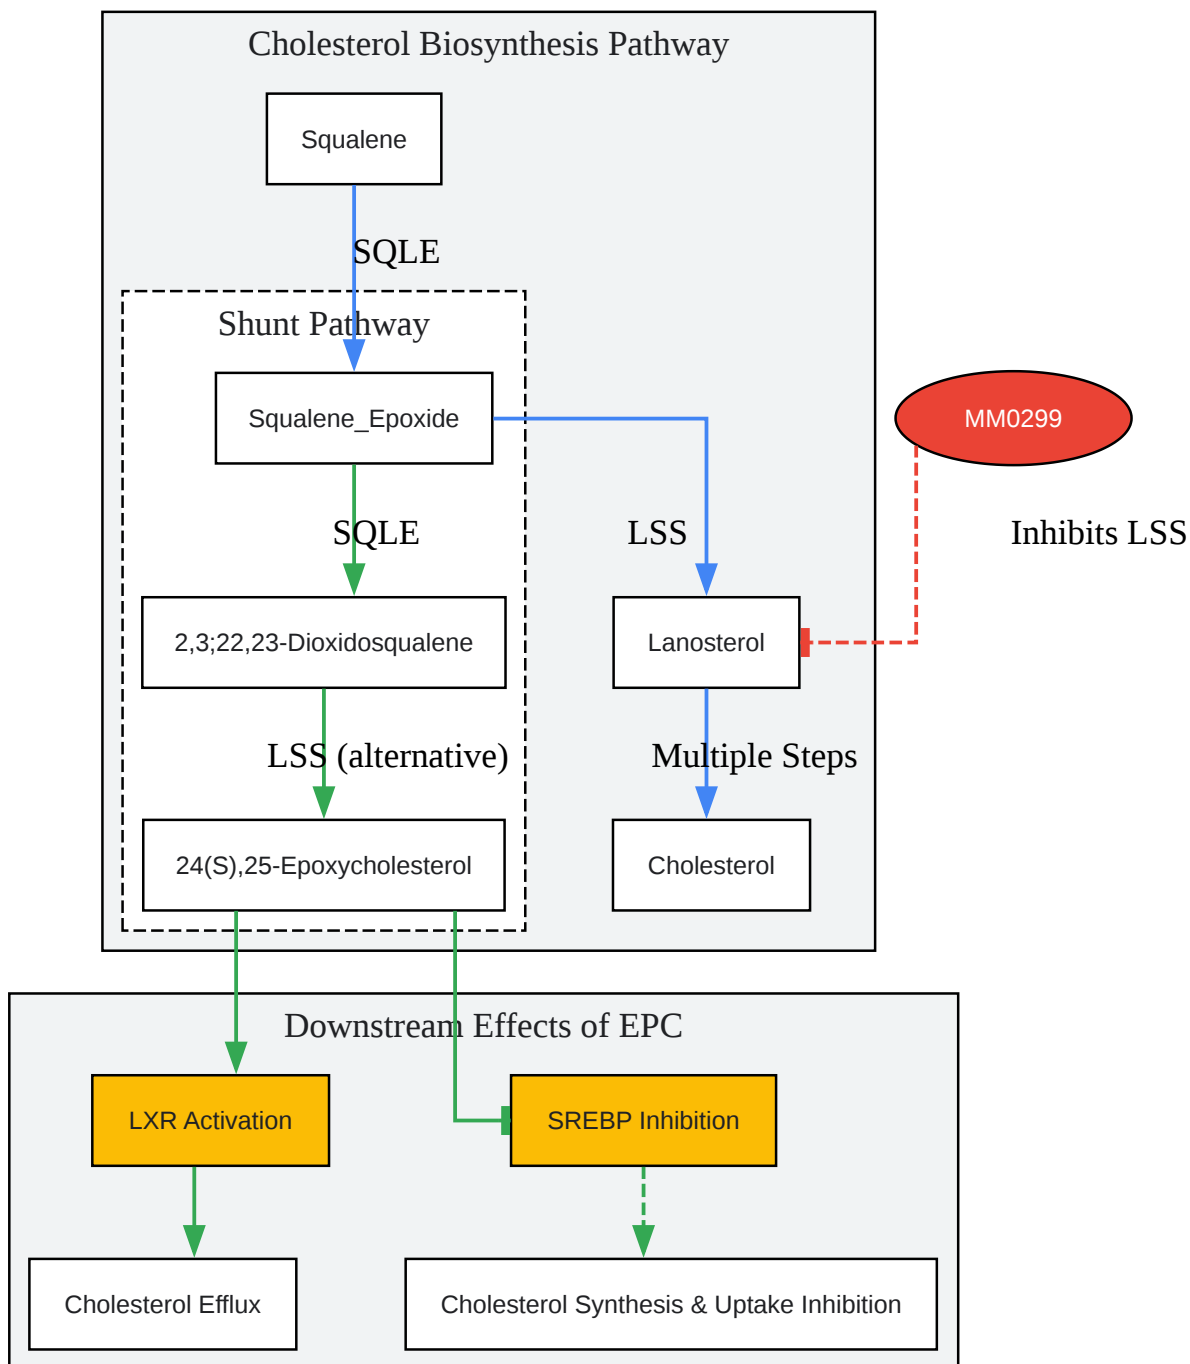 Cholesterol Biosynthesis Pathway
Squalene
SQLE
Shunt Pathway
Squalene_Epoxide
MM0299
SQLE
LSS
Inhibits LSS
2,3;22,23-Dioxidosqualene
Lanosterol
LSS (alternative)
Multiple Steps
24(S),25-Epoxycholesterol
Cholesterol
Downstream Effects of EPC
LXR Activation
SREBP Inhibition
Cholesterol Efflux
Cholesterol Synthesis & Uptake Inhibition